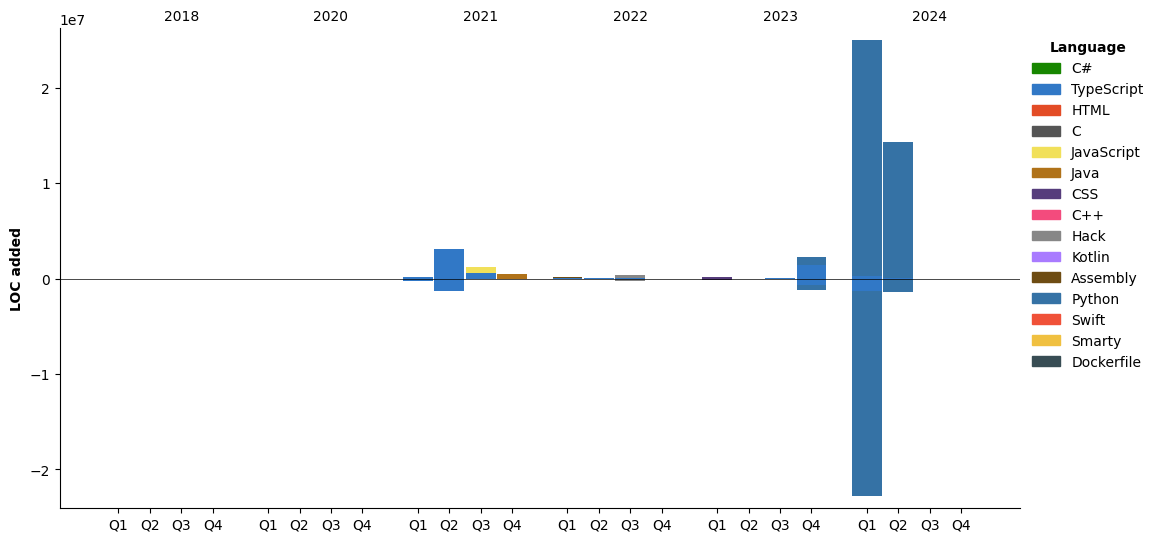 1e7
2018 2020 2021 2022 2023 2024
LOC added
2
1
0
−1
−2
Q1 Q2 Q3 Q4 Q1 Q2 Q3 Q4 Q1 Q2 Q3 Q4 Q1 Q2 Q3 Q4 Q1 Q2 Q3 Q4 Q1 Q2 Q3 Q4
Language
C#
TypeScript
HTML
C
JavaScript
Java
CSS
C++
Hack
Kotlin
Assembly
Python
Swift
Smarty
Dockerfile